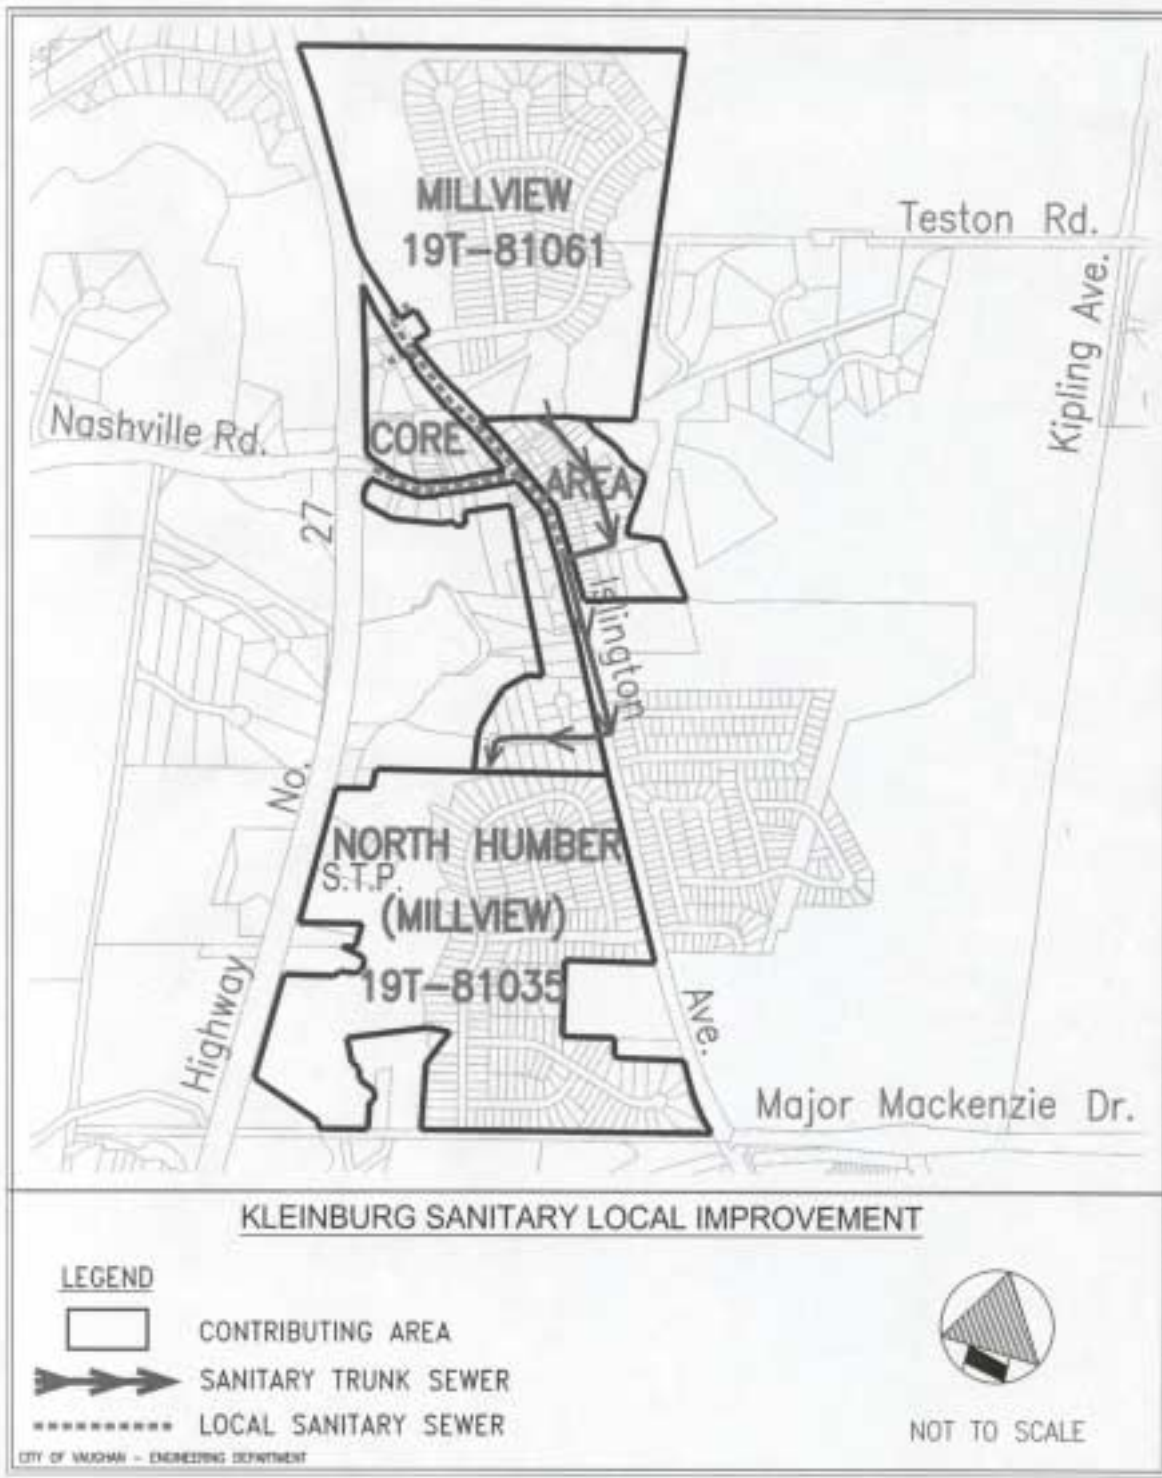 MILLVIEW
19T-81061
Teston Rd.
Kipling Ave.
Nashville Rd.
CORE
AREA
27
Islington
No.
NORTH HUMBER
S.T.P.
(MILLVIEW)
19T-81035
Highway
Ave.
Major Mackenzie Dr.
KLEINBURG SANITARY LOCAL IMPROVEMENT
LEGEND
CONTRIBUTING AREA
SANITARY TRUNK SEWER
LOCAL SANITARY SEWER
NOT TO SCALE
CITY OF VAUGHAN - ENGINEERING DEPARTMENT